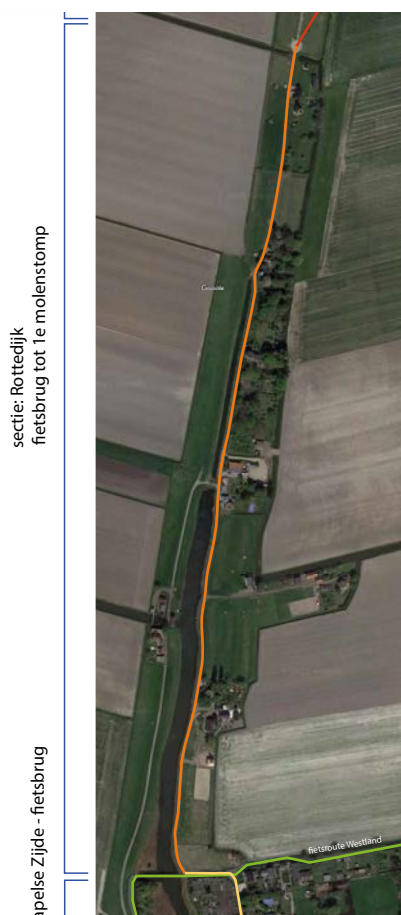 sectie: Rottedijk
fietsbrug tot 1e molenstomp
apelse Zijde - fietsbrug
fietsroute Westland